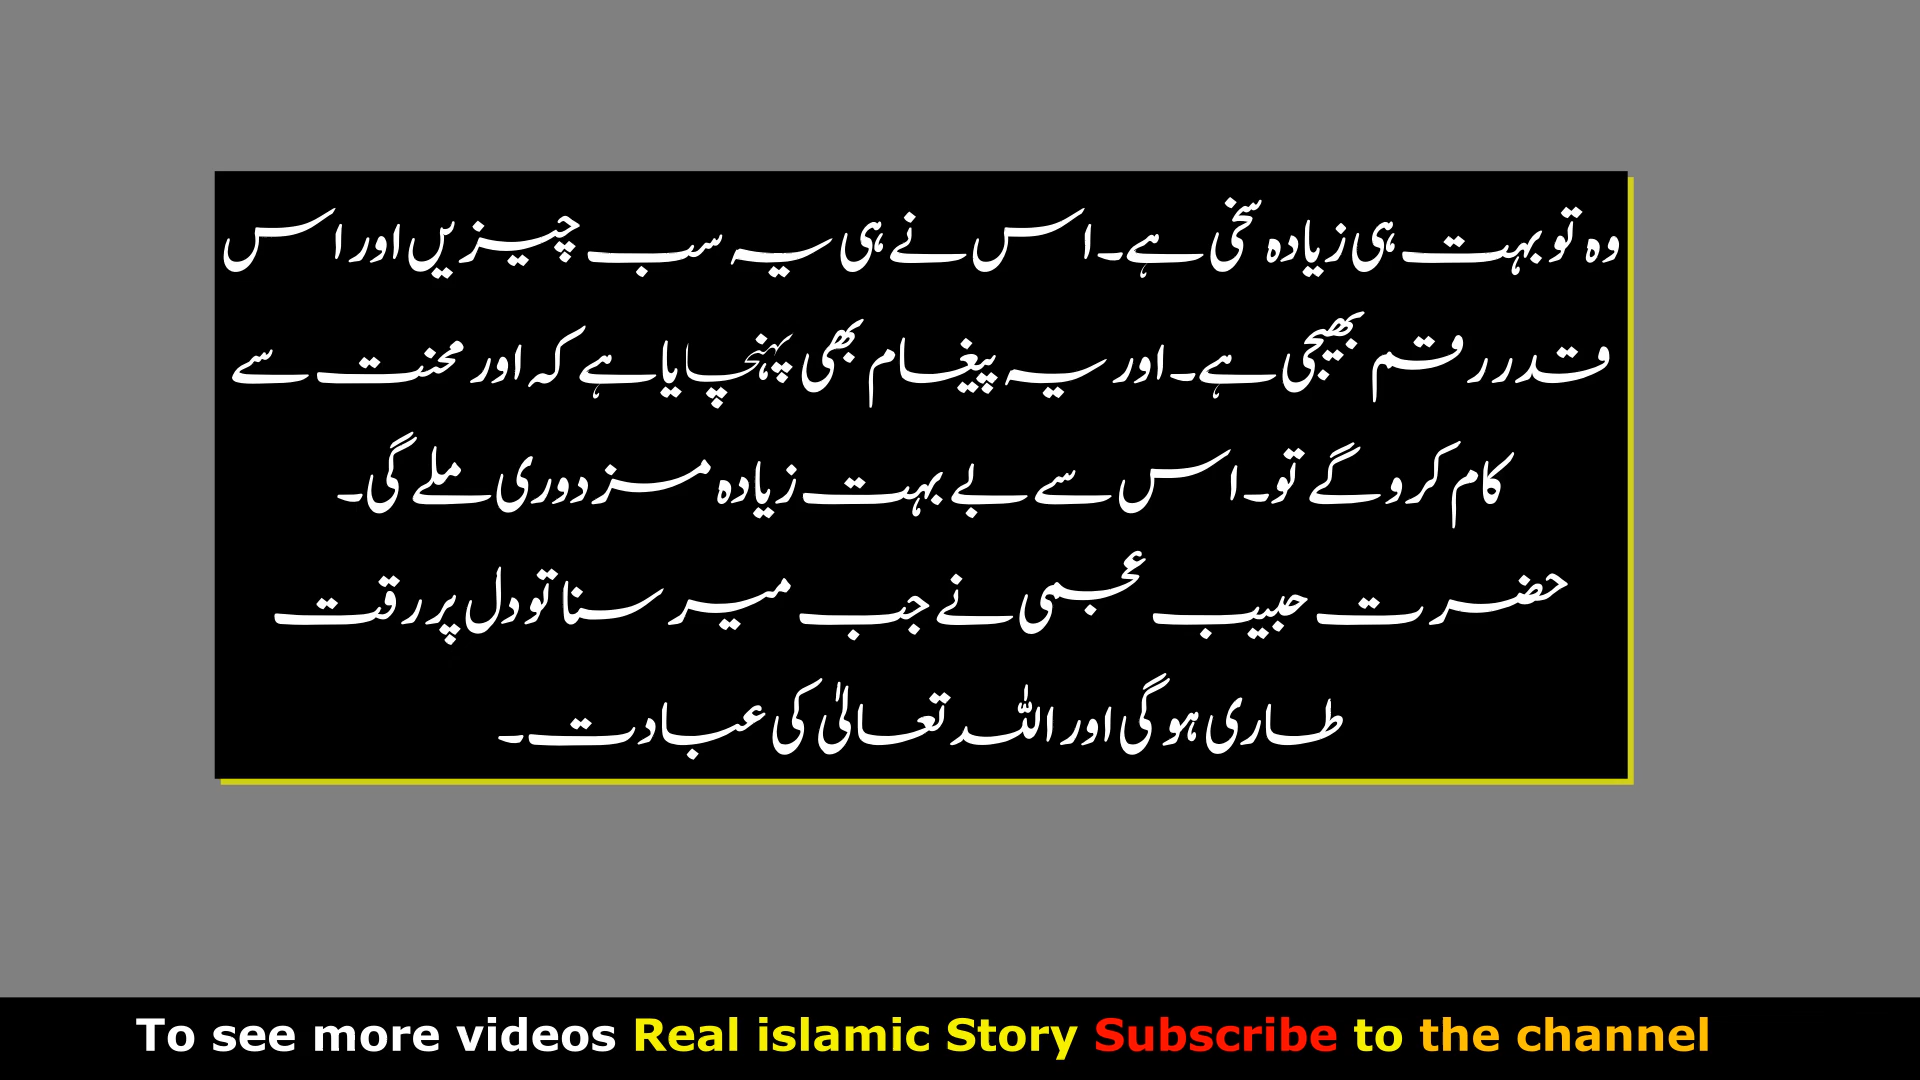 وہ تو بہت ہی زیادہ سخی ہے۔اس نے ہی یہ سب چیزیں اور اس
قدر رقم بھیجی ہے۔اور یہ پیغام بھی پہنچایا ہے کہ اور محنت سے
کام کرو گے تو۔اس سے بے بہت زیادہ مزدوری ملے گی۔
حضرت حبیب عجمی نے جب میر سنا تو دل پر رقت
طاری ہو گی اور اللہ تعالیٰ کی عبادت۔
To see more videos Real islamic Story Subscribe to the channel